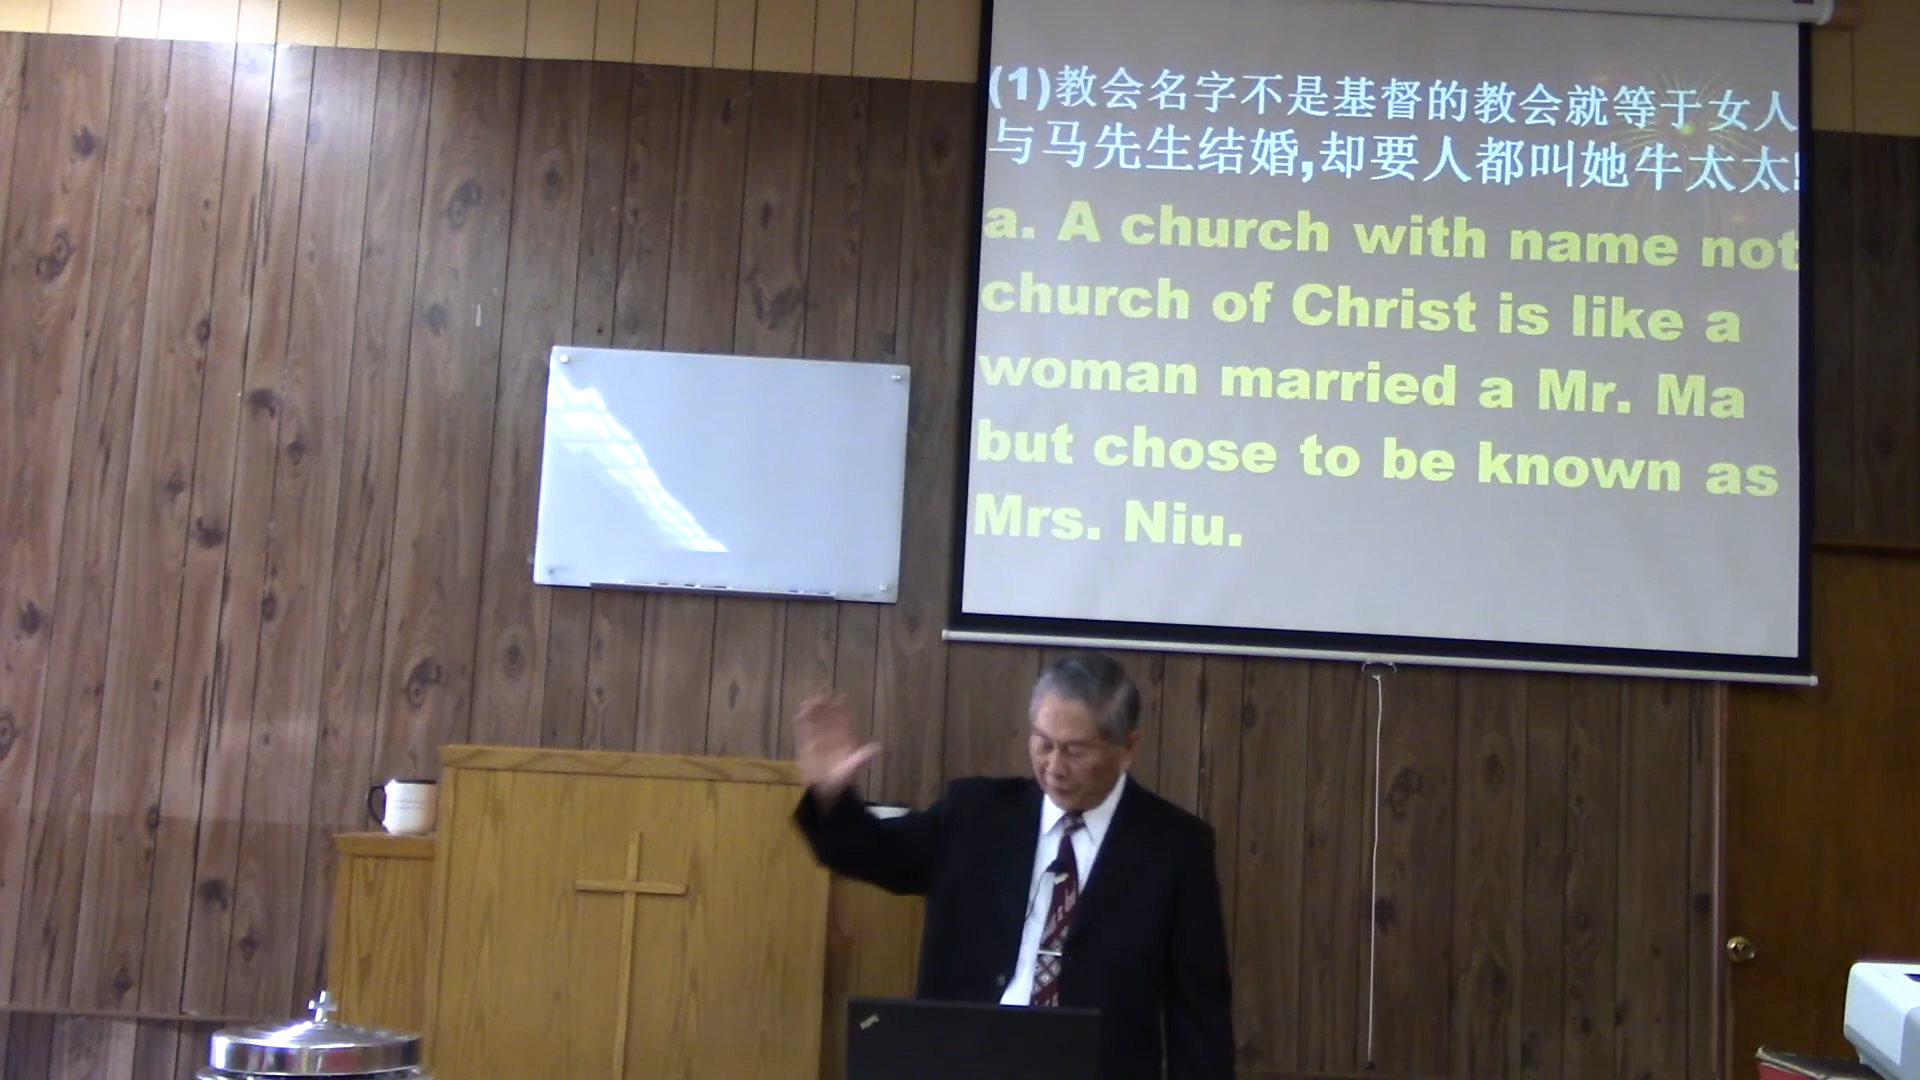 (1)教会名字不是基督的教会就等于女人
与马先生结婚,却要人都叫她牛太太!
a. A church with name not
church of Christ is like a
woman married a Mr. Ma
but chose to be known as
Mrs. Niu.